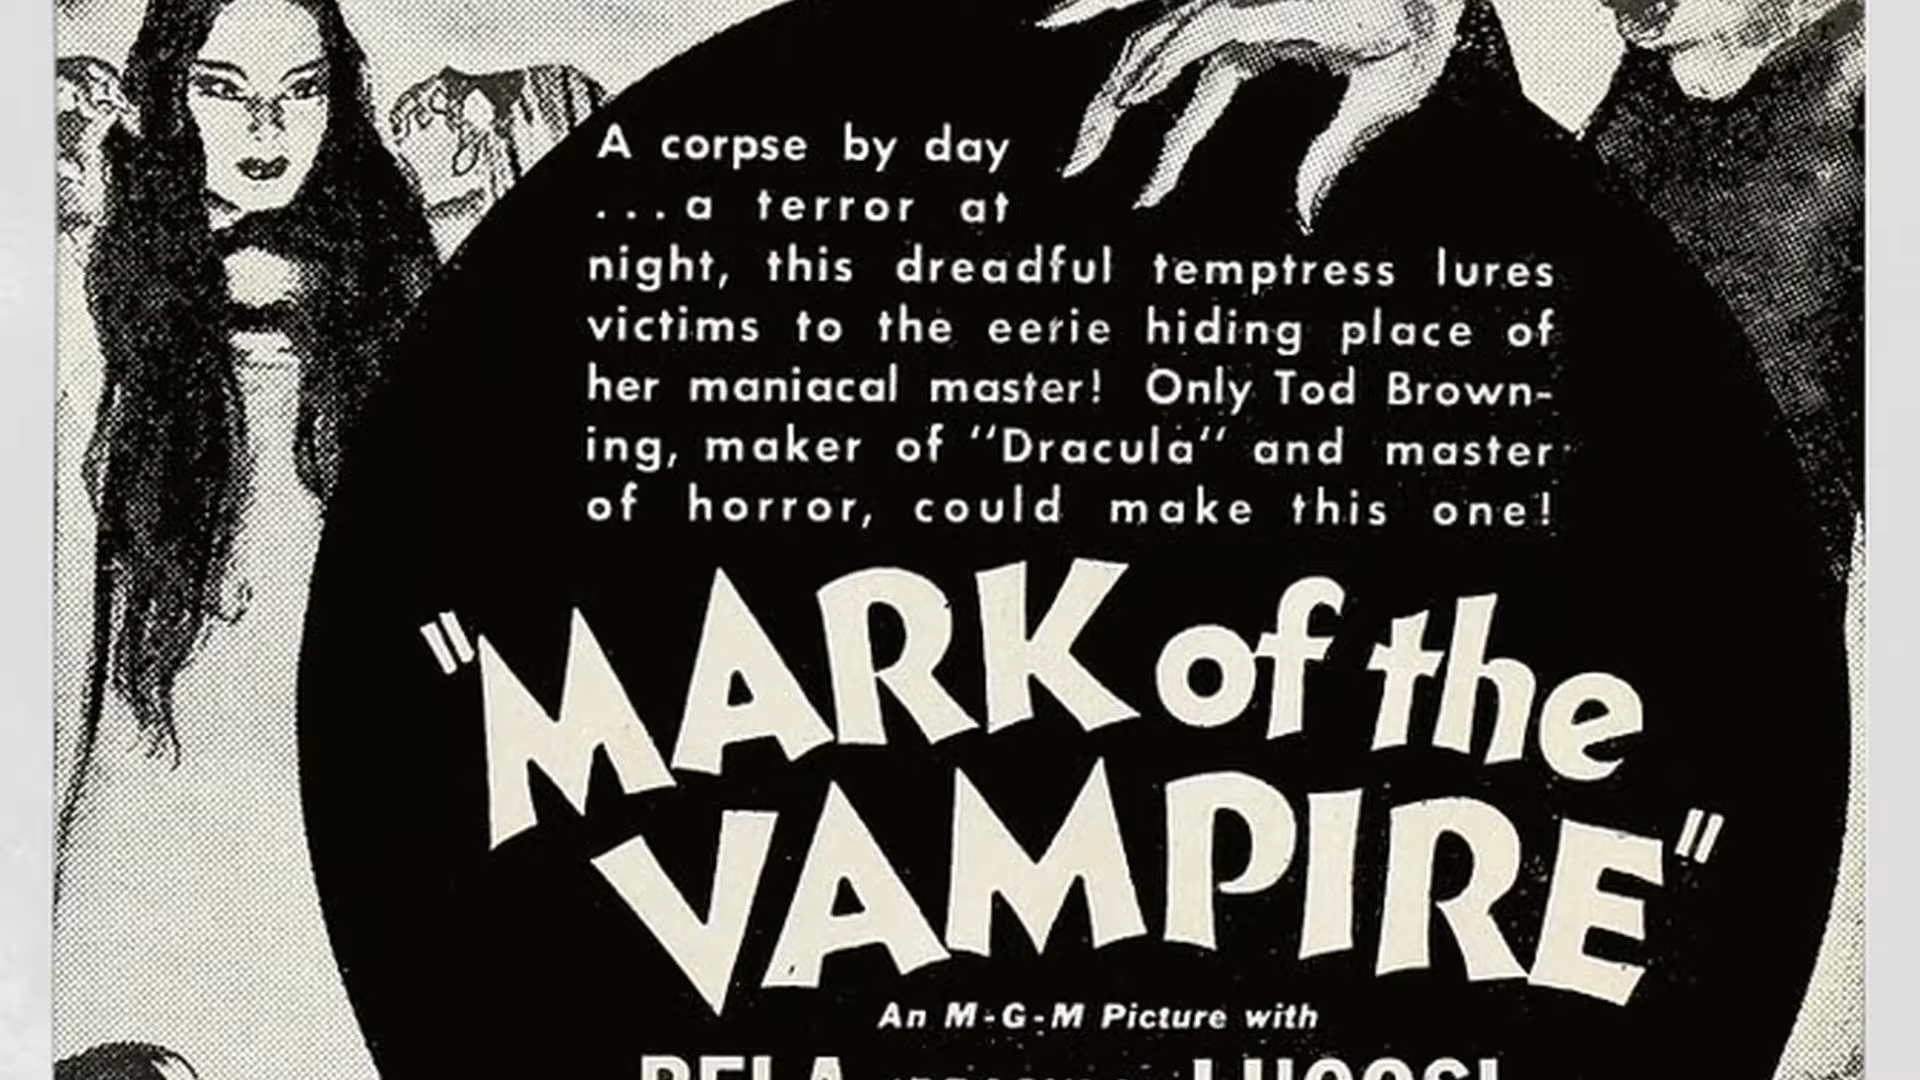 A corpse by day
...a terror at
night, this dreadful temptress lures
victims to the eerie hiding place of
her maniacal master! Only Tod Brown-
ing, maker of "Dracula" and master
of horror, could make this one!
"MARK of the
VAMPIRE"
An M-G-M Picture with
BELA LUGOSI